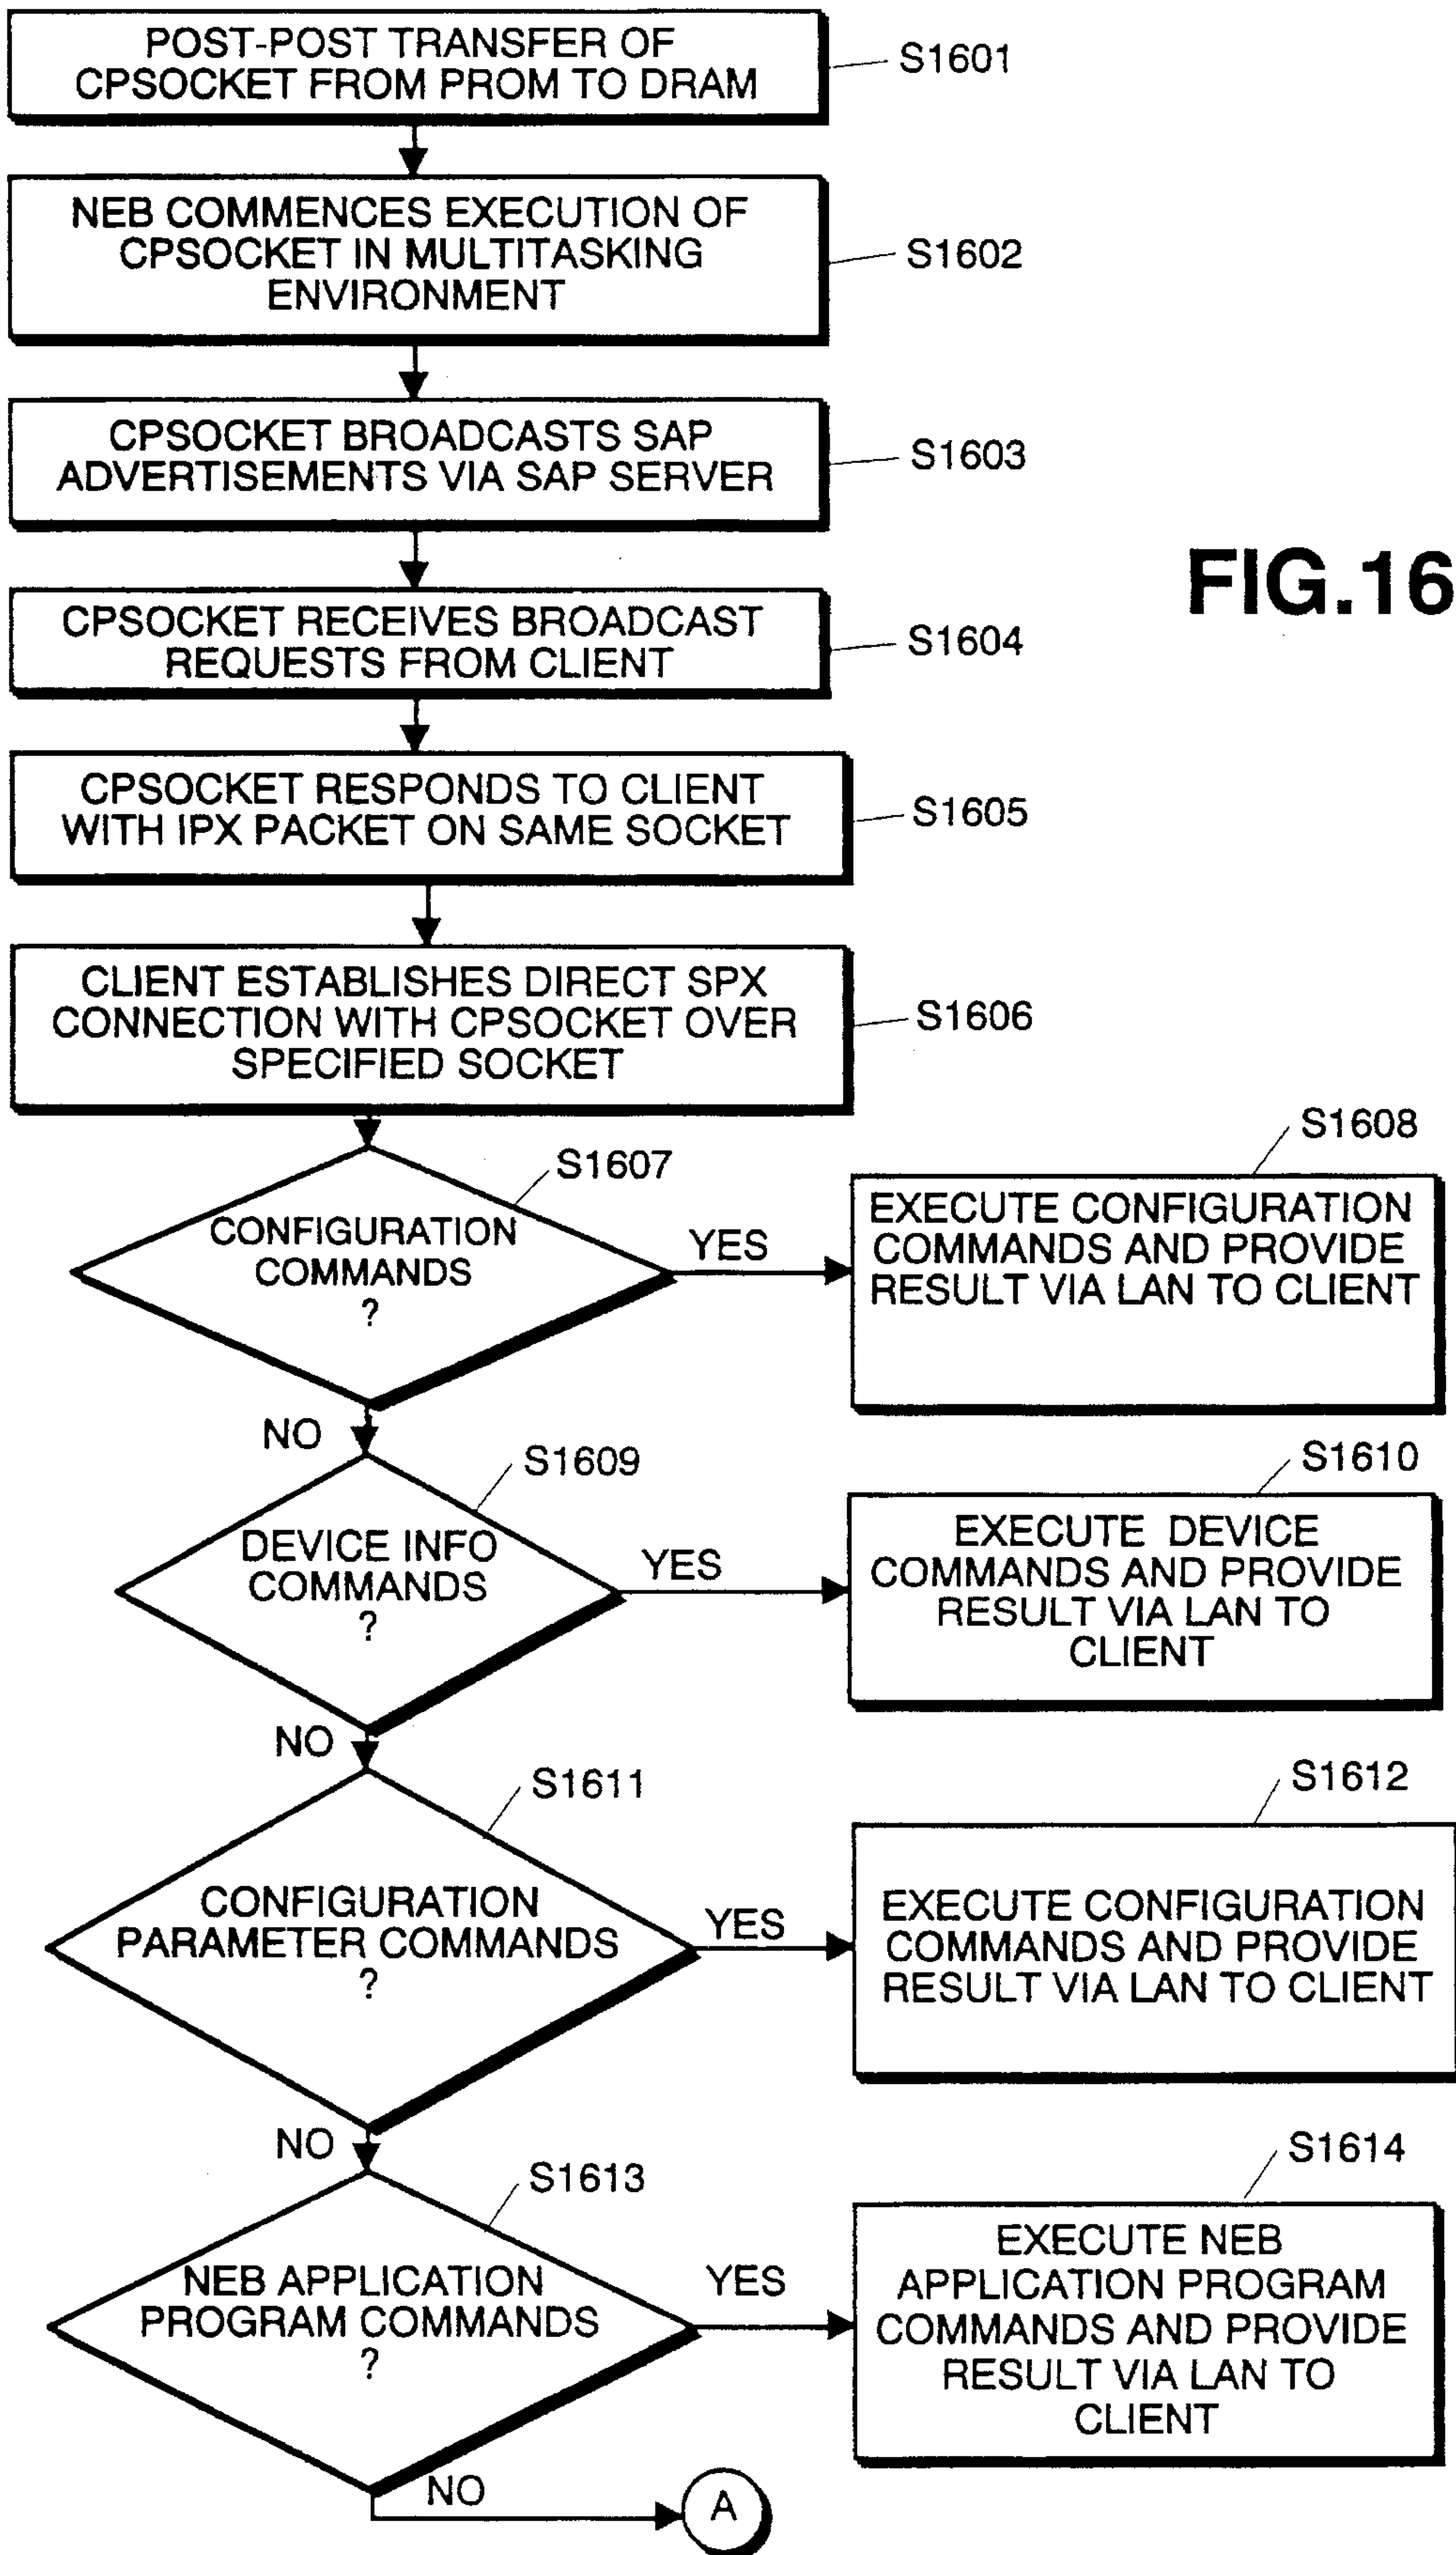 POST-POST TRANSFER OF
CPSOCKET FROM PROM TO DRAM
S1601
NEB COMMENCES EXECUTION OF
CPSOCKET IN MULTITASKING
ENVIRONMENT
S1602
CPSOCKET BROADCASTS SAP
ADVERTISEMENTS VIA SAP SERVER
S1603
FIG.16
CPSOCKET RECEIVES BROADCAST
REQUESTS FROM CLIENT
S1604
CPSOCKET RESPONDS TO CLIENT
WITH IPX PACKET ON SAME SOCKET
S1605
CLIENT ESTABLISHES DIRECT SPX
CONNECTION WITH CPSOCKET OVER
SPECIFIED SOCKET
S1606
S1607
CONFIGURATION
COMMANDS
?
YES
S1608
EXECUTE CONFIGURATION
COMMANDS AND PROVIDE
RESULT VIA LAN TO CLIENT
NO
S1609
DEVICE INFO
COMMANDS
?
YES
S1610
EXECUTE DEVICE
COMMANDS AND PROVIDE
RESULT VIA LAN TO
CLIENT
NO
S1611
CONFIGURATION
PARAMETER COMMANDS
?
YES
S1612
EXECUTE CONFIGURATION
COMMANDS AND PROVIDE
RESULT VIA LAN TO CLIENT
NO
S1613
NEB APPLICATION
PROGRAM COMMANDS
?
YES
S1614
EXECUTE NEB
APPLICATION PROGRAM
COMMANDS AND PROVIDE
RESULT VIA LAN TO
CLIENT
NO
A